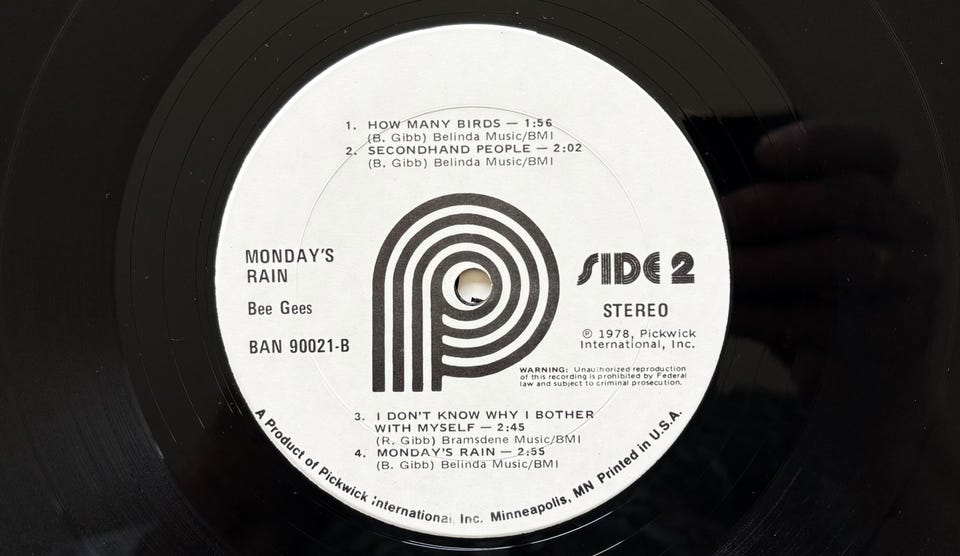 1. HOW MANY BIRDS — 1:56
(B. Gibb) Belinda Music/BMI
2. SECONDHAND PEOPLE — 2:02
(B. Gibb) Belinda Music/BMI
MONDAY'S
RAIN
Bee Gees
BAN 90021-B
SIDE 2
STEREO
℗ 1978, Pickwick
International, Inc.
WARNING: Unauthorized reproduction
of this recording is prohibited by Federal
law and subject to criminal prosecution.
3. I DON'T KNOW WHY I BOTHER
WITH MYSELF — 2:45
(R. Gibb) Bramsdene Music/BMI
4. MONDAY'S RAIN — 2:55
(B. Gibb) Belinda Music/BMI
A Product of Pickwick International, Inc. Minneapolis, MN Printed in U.S.A.